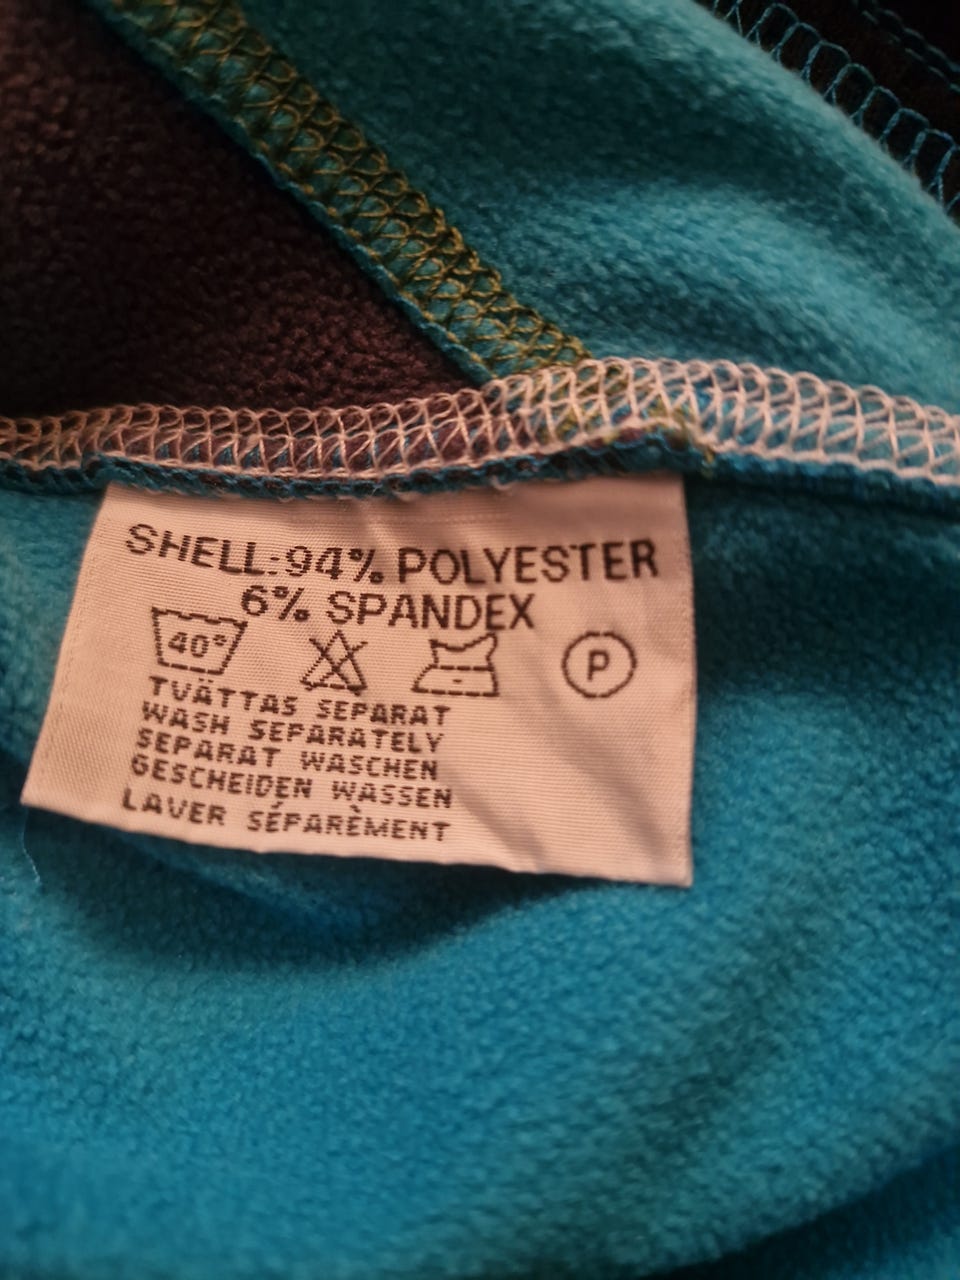 SHELL:94% POLYESTER
6% SPANDEX
40° P
TVÄTTAS SEPARAT
WASH SEPARATELY
SEPARAT WASCHEN
GESCHEIDEN WASSEN
LAVER SÉPARÈMENT